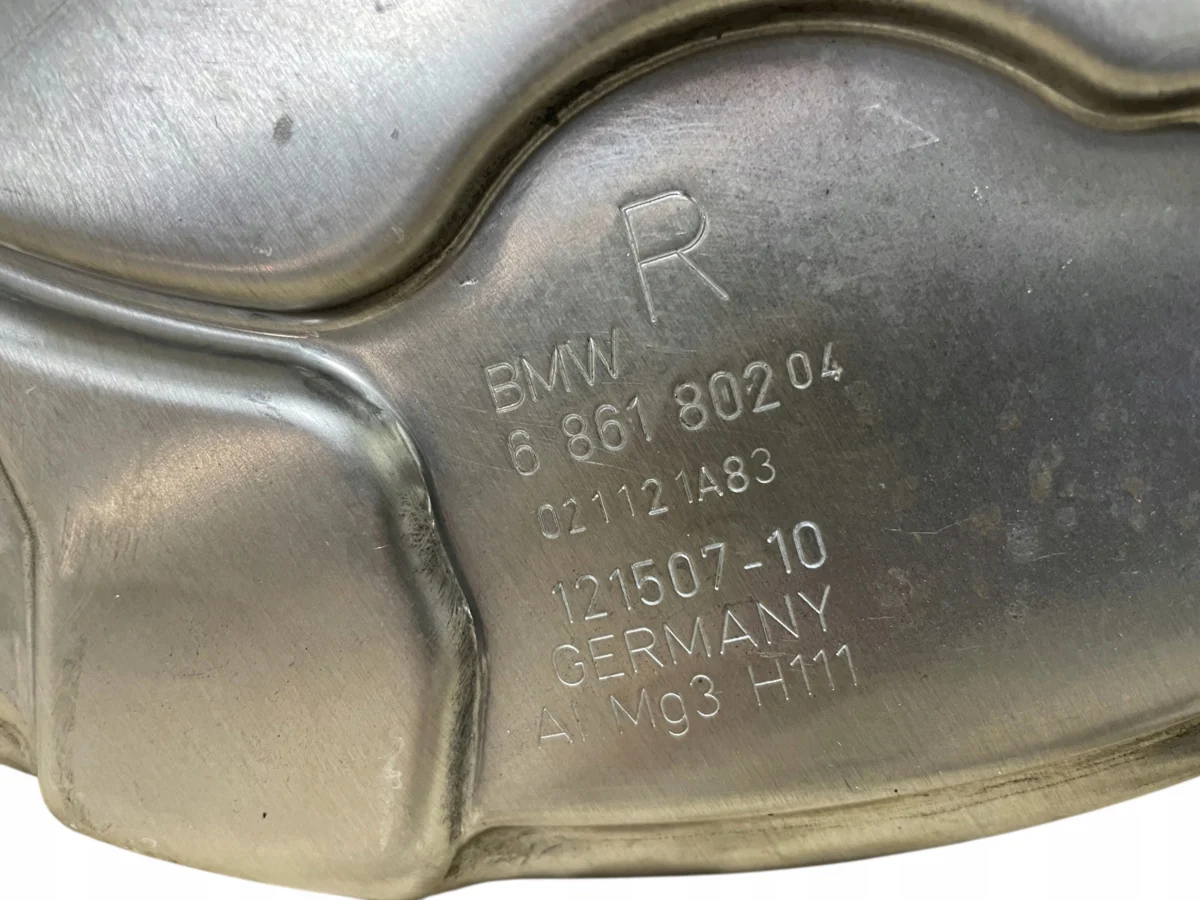 R
BMW
6 861 802 04
021121A83
121507-10
GERMANY
Al Mg3 H111